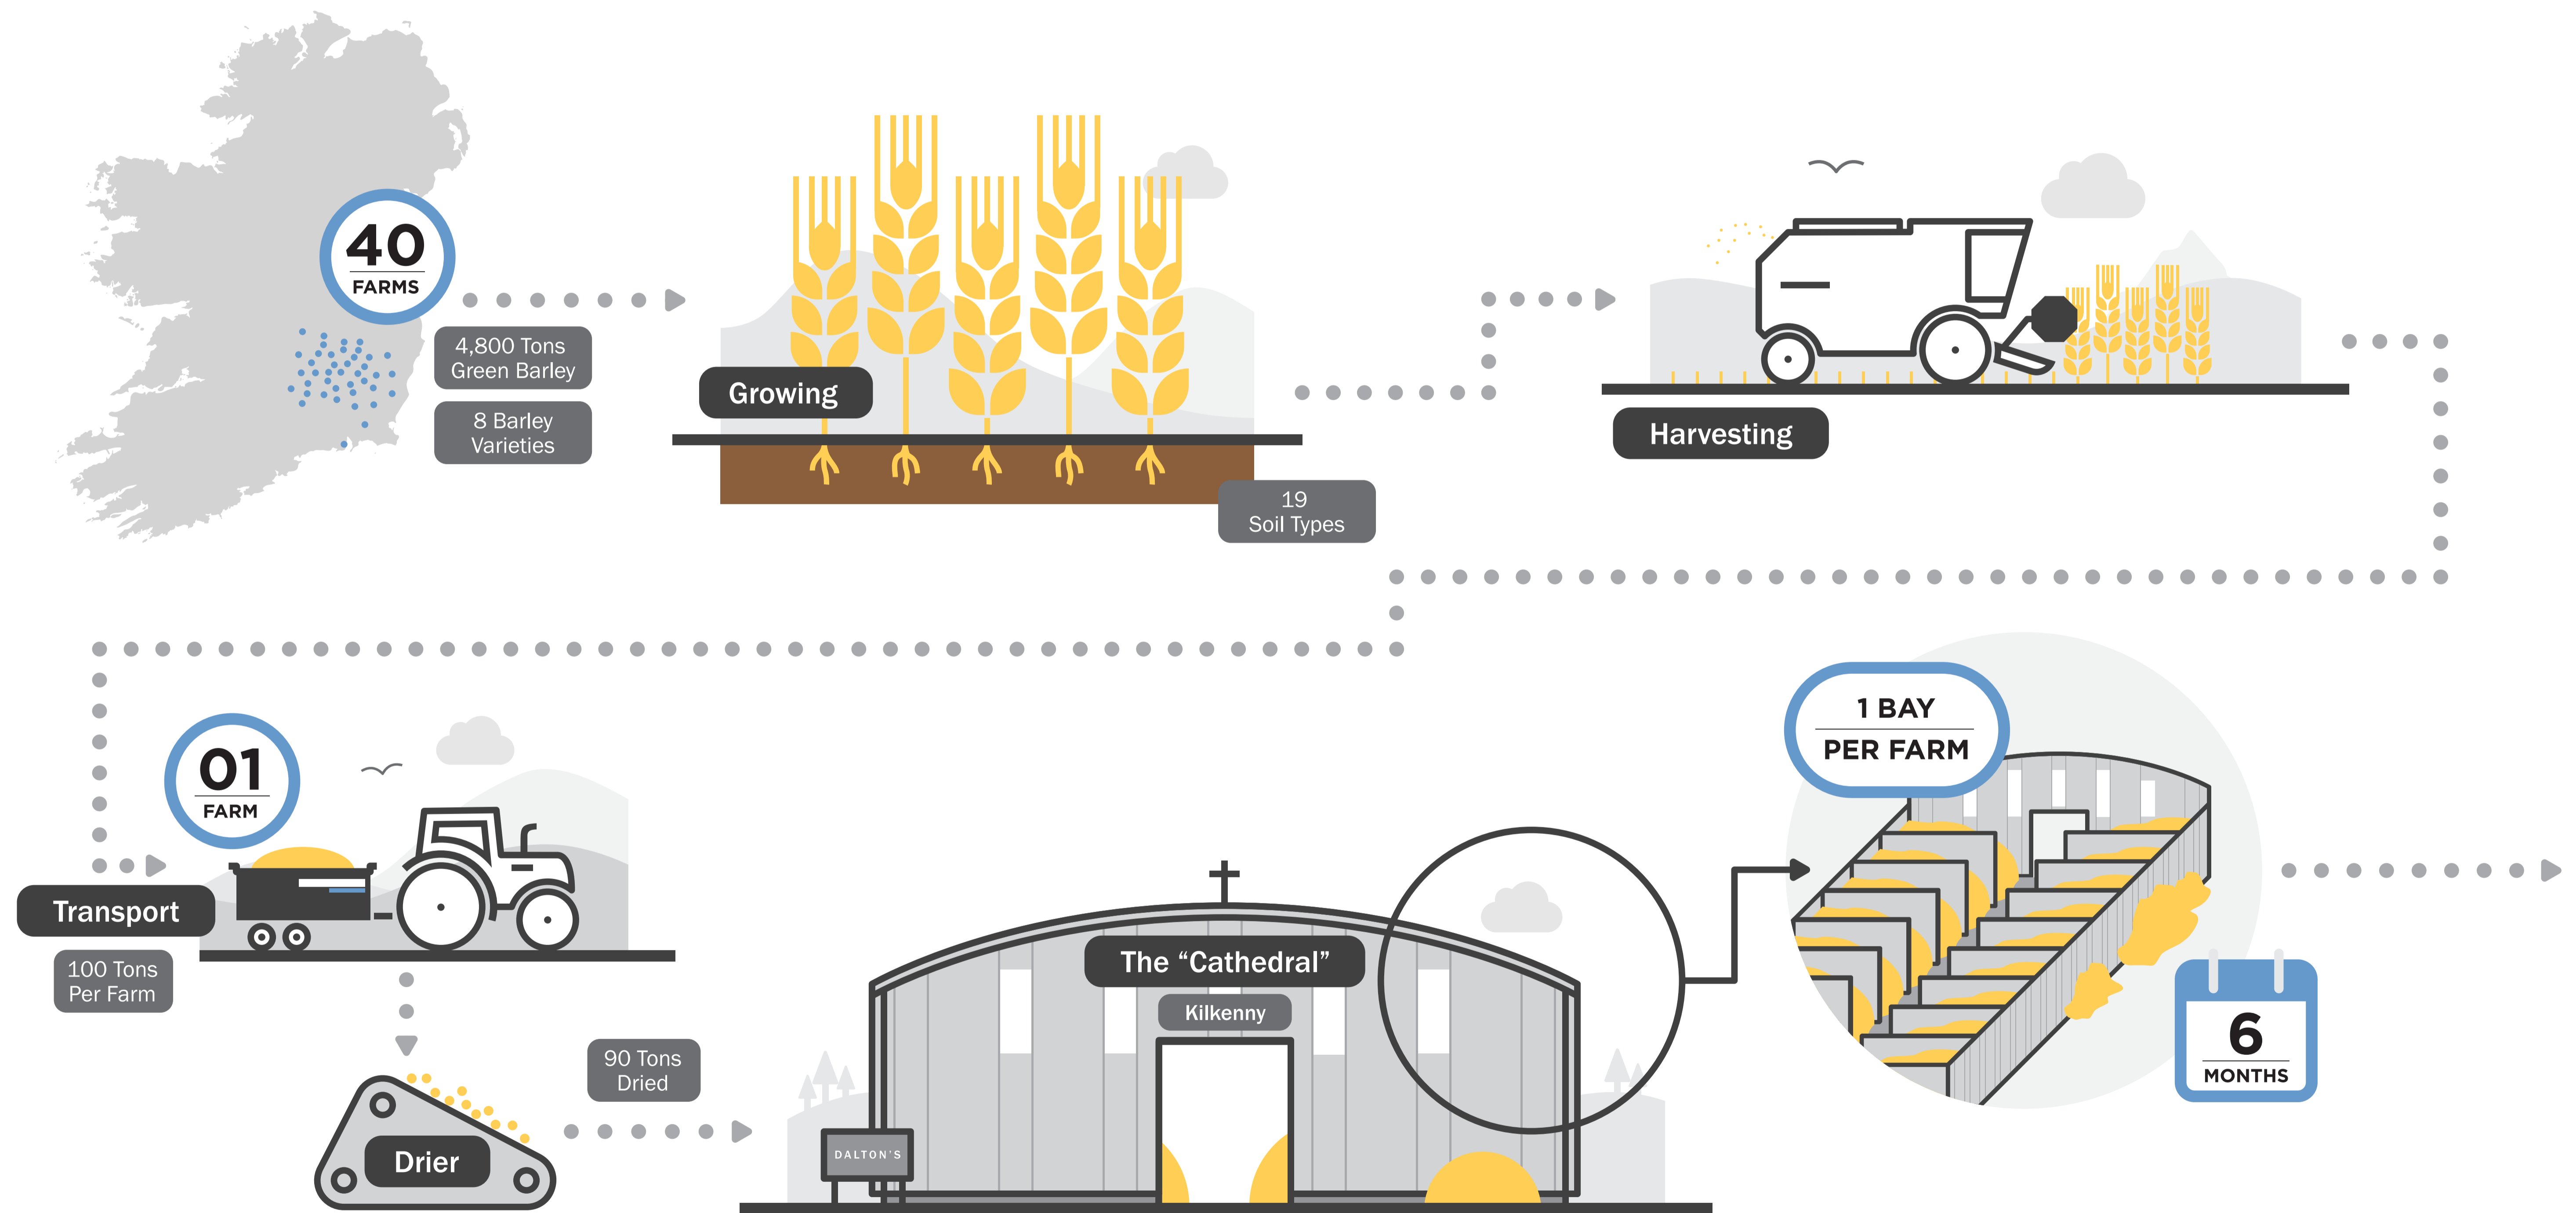 40
FARMS
4,800 Tons
Green Barley
8 Barley
Varieties
Growing
19
Soil Types
Harvesting
01
FARM
Transport
100 Tons
Per Farm
Drier
90 Tons
Dried
The “Cathedral”
Kilkenny
DALTON'S
1 BAY
PER FARM
6
MONTHS